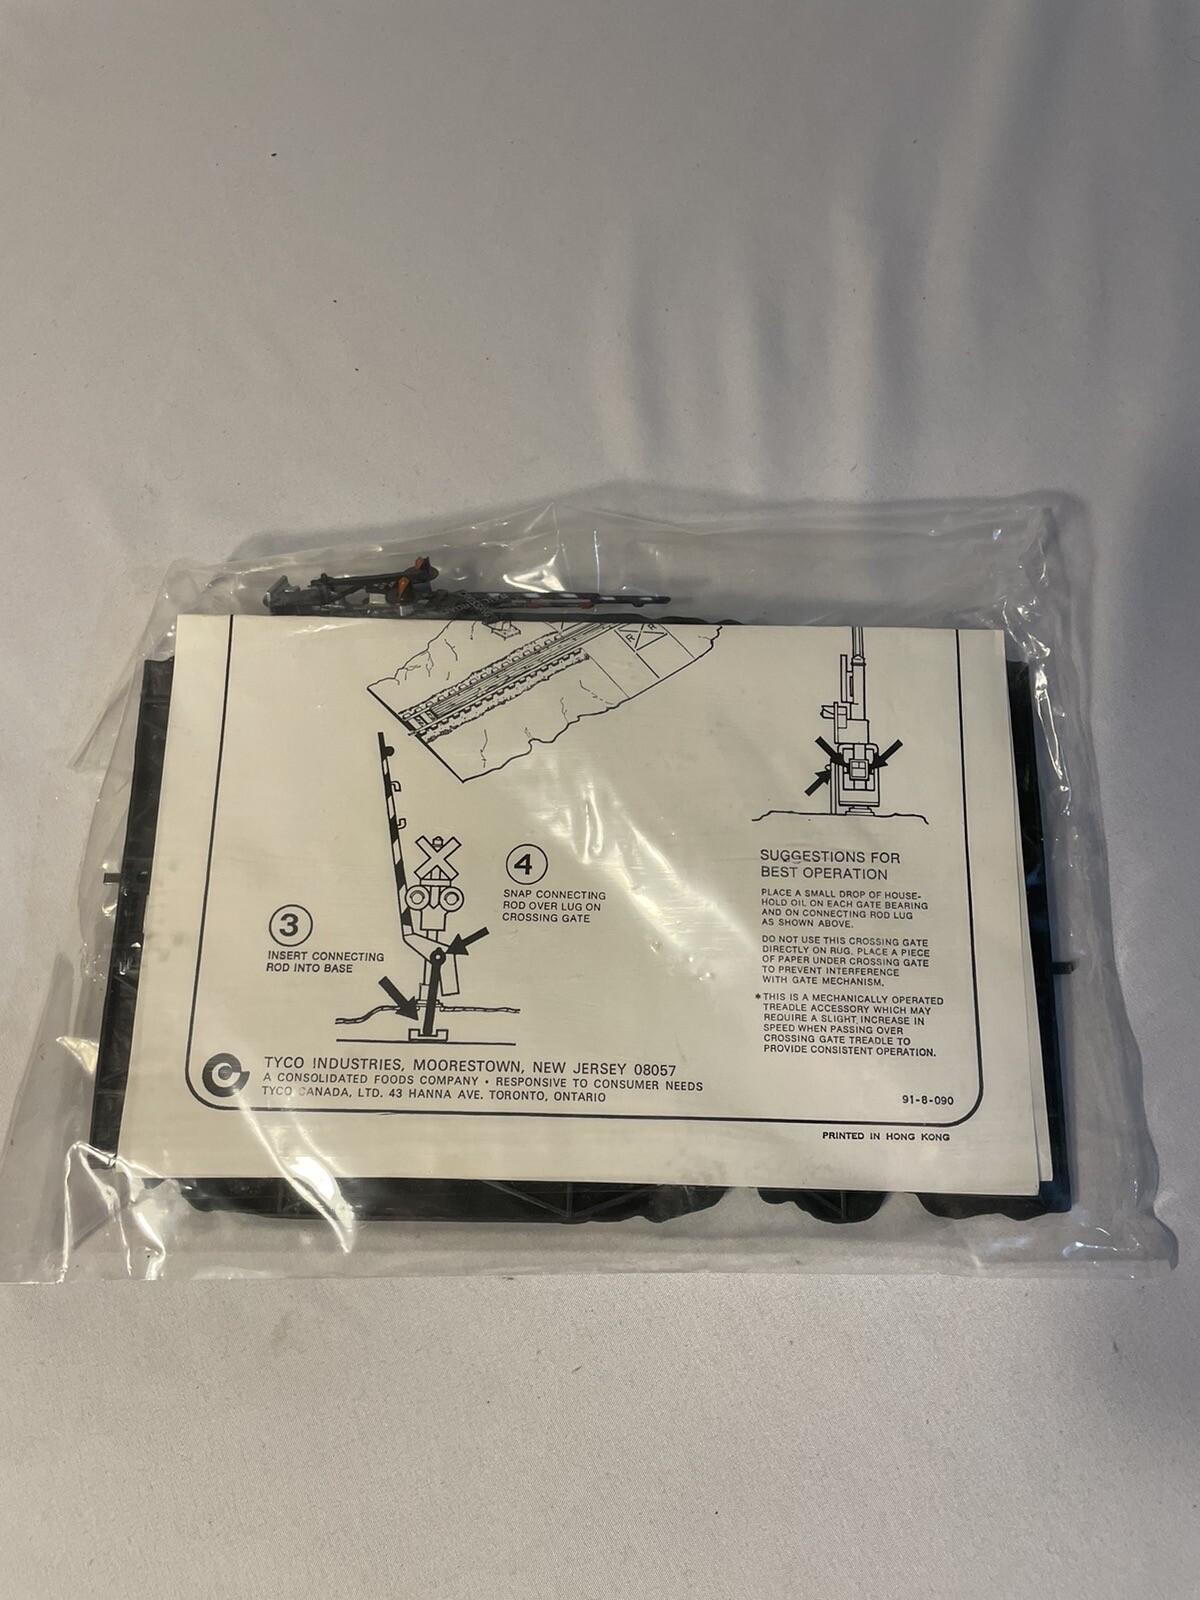 R R
4
SNAP CONNECTING
ROD OVER LUG ON
CROSSING GATE
3
INSERT CONNECTING
ROD INTO BASE
SUGGESTIONS FOR
BEST OPERATION
PLACE A SMALL DROP OF HOUSE-
HOLD OIL ON EACH GATE BEARING
AND ON CONNECTING ROD LUG
AS SHOWN ABOVE.
DO NOT USE THIS CROSSING GATE
DIRECTLY ON RUG. PLACE A PIECE
OF PAPER UNDER CROSSING GATE
TO PREVENT INTERFERENCE
WITH GATE MECHANISM.
*THIS IS A MECHANICALLY OPERATED
TREADLE ACCESSORY WHICH MAY
REQUIRE A SLIGHT INCREASE IN
SPEED WHEN PASSING OVER
CROSSING GATE TREADLE TO
PROVIDE CONSISTENT OPERATION.
TYCO INDUSTRIES, MOORESTOWN, NEW JERSEY 08057
A CONSOLIDATED FOODS COMPANY • RESPONSIVE TO CONSUMER NEEDS
TYCO CANADA, LTD. 43 HANNA AVE. TORONTO, ONTARIO
91-8-090
PRINTED IN HONG KONG